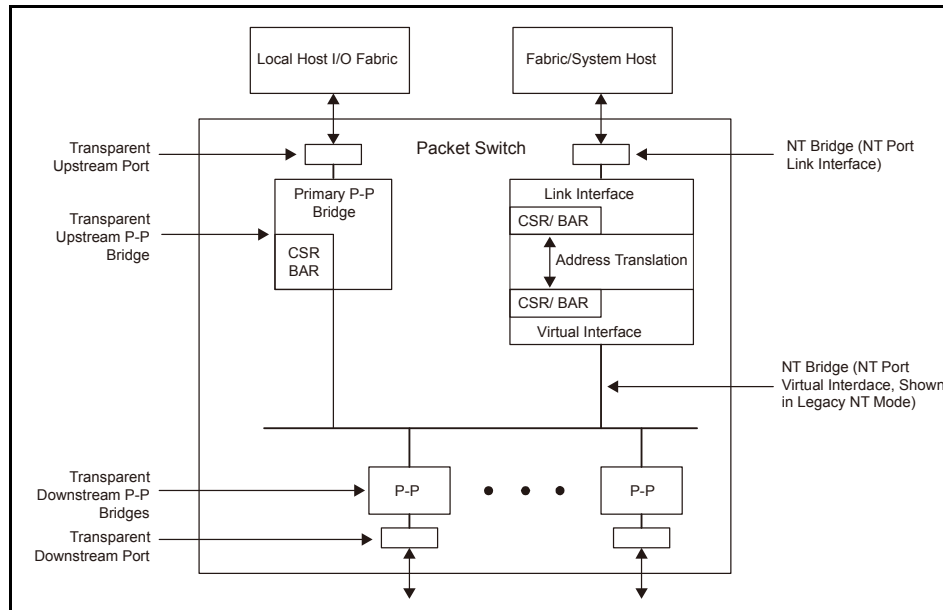 Local Host I/O Fabric
Fabric/System Host
Packet Switch
Transparent
Upstream Port
NT Bridge (NT Port
Link Interface)
Primary P-P
Bridge
Link Interface
CSR/ BAR
Transparent
Upstream P-P
Bridge
CSR
BAR
Address Translation
CSR/ BAR
Virtual Interface
NT Bridge (NT Port
Virtual Interdace, Shown
in Legacy NT Mode)
Transparent
Downstream P-P
Bridges
P-P
P-P
Transparent
Downstream Port